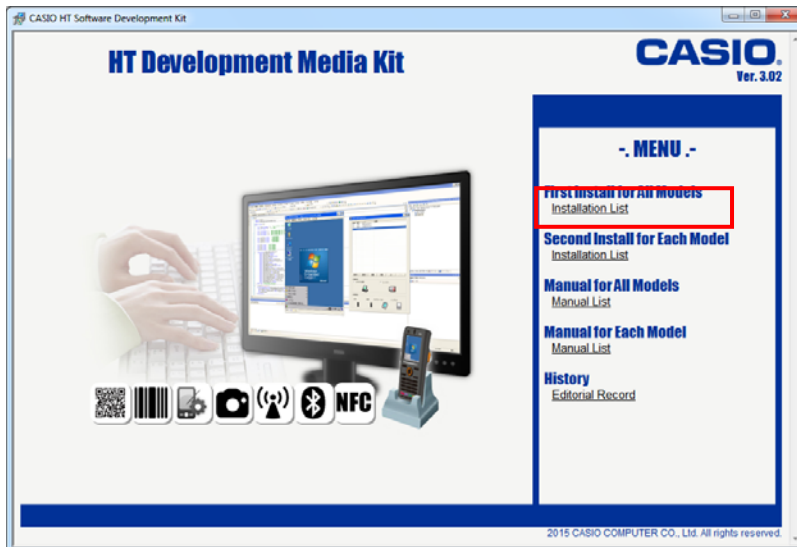 CASIO HT Software Development Kit
HT Development Media Kit
CASIO.
Ver. 3.02
-. MENU .-
First Install for All Models
Installation List
Second Install for Each Model
Installation List
Manual for All Models
Manual List
Manual for Each Model
Manual List
History
Editorial Record
NFC
2015 CASIO COMPUTER CO., Ltd. All rights reserved.